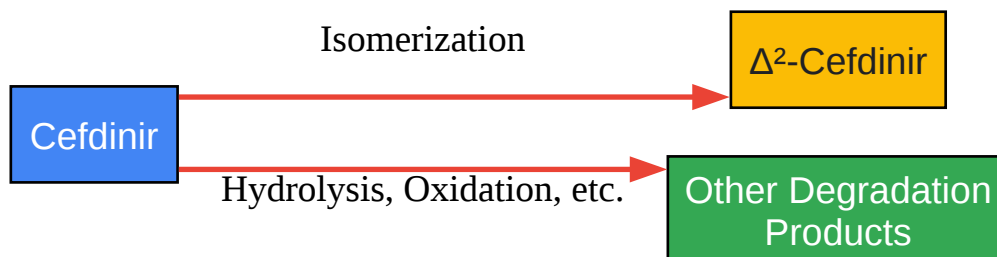 Isomerization
Δ²-Cefdinir
Cefdinir
Hydrolysis, Oxidation, etc.
Other Degradation
Products